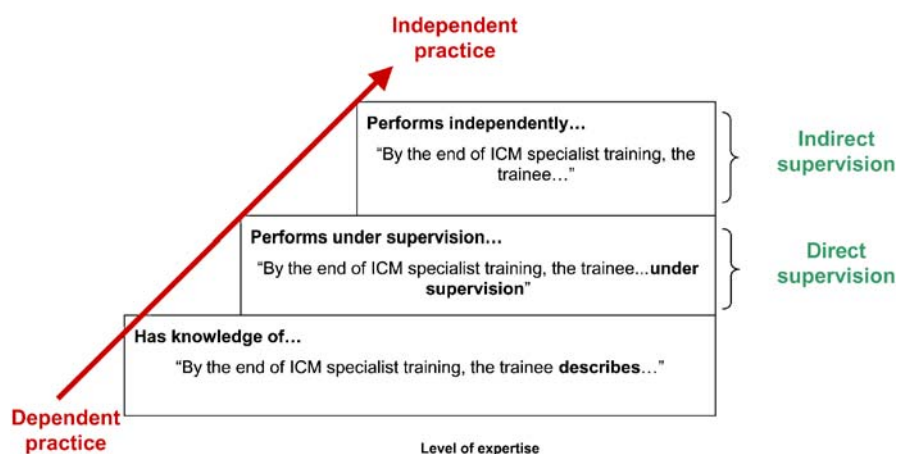 Independent
practice
Performs independently...
“By the end of ICM specialist training, the
trainee...”
Indirect
supervision
Performs under supervision...
“By the end of ICM specialist training, the trainee...under
supervision”
Direct
supervision
Has knowledge of...
“By the end of ICM specialist training, the trainee describes...”
Dependent
practice
Level of expertise